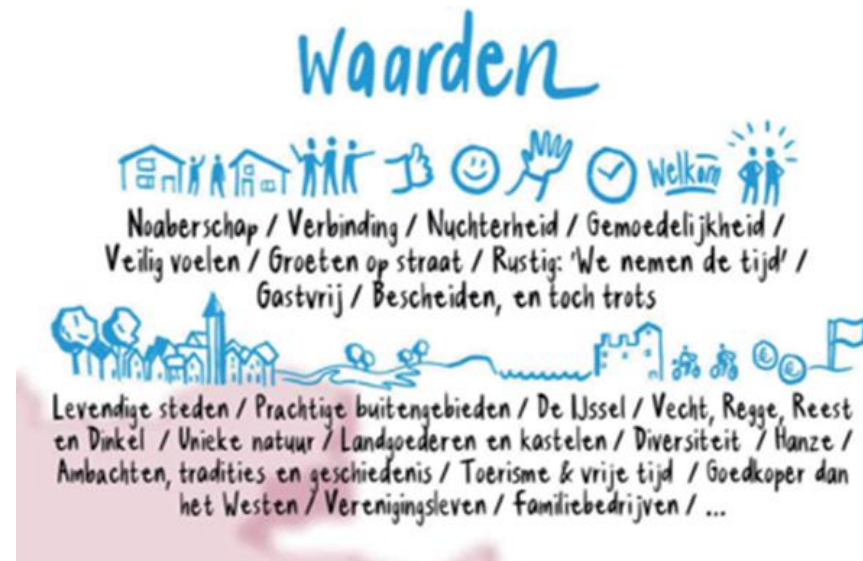 Waarden
Welkom
Noaberschap / Verbinding / Nuchterheid / Gemoedelijkheid /
Veilig voelen / Groeten op straat / Rustig: 'We nemen de tijd' /
Gastvrij / Bescheiden, en toch trots
€ €
Levendige steden / Prachtige buitengebieden / De IJssel / Vecht, Regge, Reest
en Dinkel / Unieke natuur / Landgoederen en kastelen / Diversiteit / Hanze /
Ambachten, tradities en geschiedenis / Toerisme & vrije tijd / Goedkoper dan
het Westen / Verenigingsleven / Familiebedrijven / ...